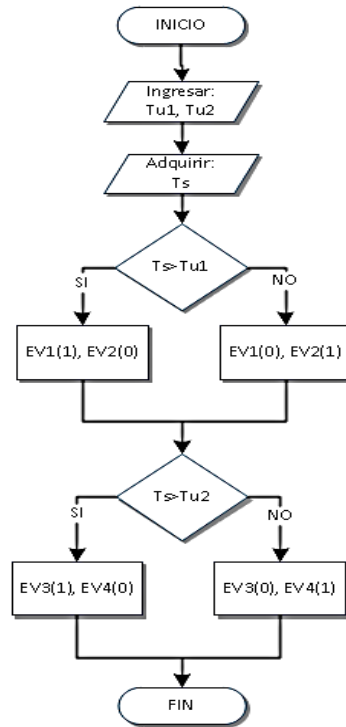 INICIO
Ingresar:
Tu1, Tu2
Adquirir:
Ts
Ts>Tu1
SI
NO
EV1(1), EV2(0)
EV1(0), EV2(1)
Ts>Tu2
SI
NO
EV3(1), EV4(0)
EV3(0), EV4(1)
FIN